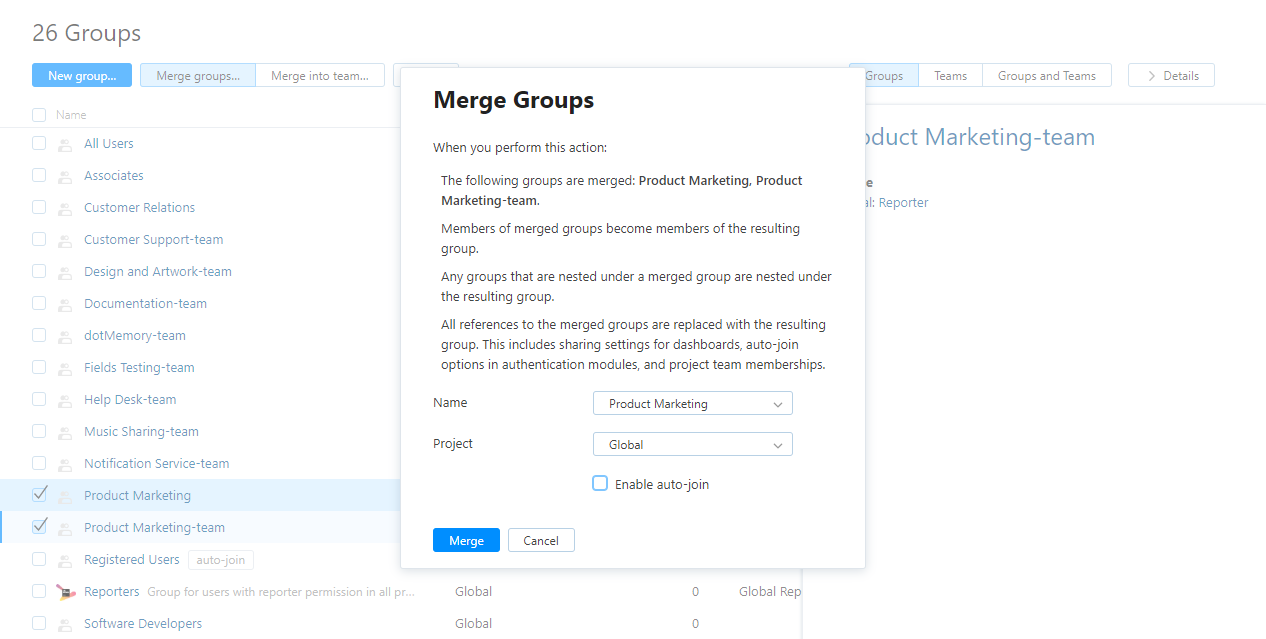 26 Groups
New group...
Merge groups...
Merge into team...
Groups
Teams
Groups and Teams
Details
Name
All Users
Associates
Customer Relations
Customer Support-team
Design and Artwork-team
Documentation-team
dotMemory-team
Fields Testing-team
Help Desk-team
Music Sharing-team
Notification Service-team
Product Marketing
Product Marketing-team
Registered Users auto-join
Reporters Group for users with reporter permission in all pr... Global 0 Global Rep
Software Developers Global 0
Merge Groups
When you perform this action:
The following groups are merged: Product Marketing, Product
Marketing-team.
Members of merged groups become members of the resulting
group.
Any groups that are nested under a merged group are nested under
the resulting group.
All references to the merged groups are replaced with the resulting
group. This includes sharing settings for dashboards, auto-join
options in authentication modules, and project team memberships.
Name Product Marketing
Project Global
Enable auto-join
Merge Cancel
Marketing-team
Reporter